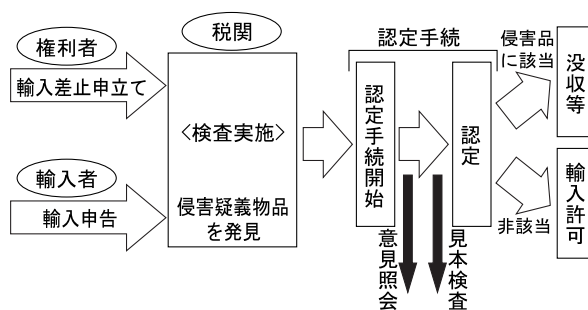 権利者
輸入差止申立て
輸入者
輸入申告
税関
<検査実施>
侵害疑義物品
を発見
認定手続
認定手続開始
認定
意見照会
見本検査
侵害品
に該当
没収等
非該当
輸入許可